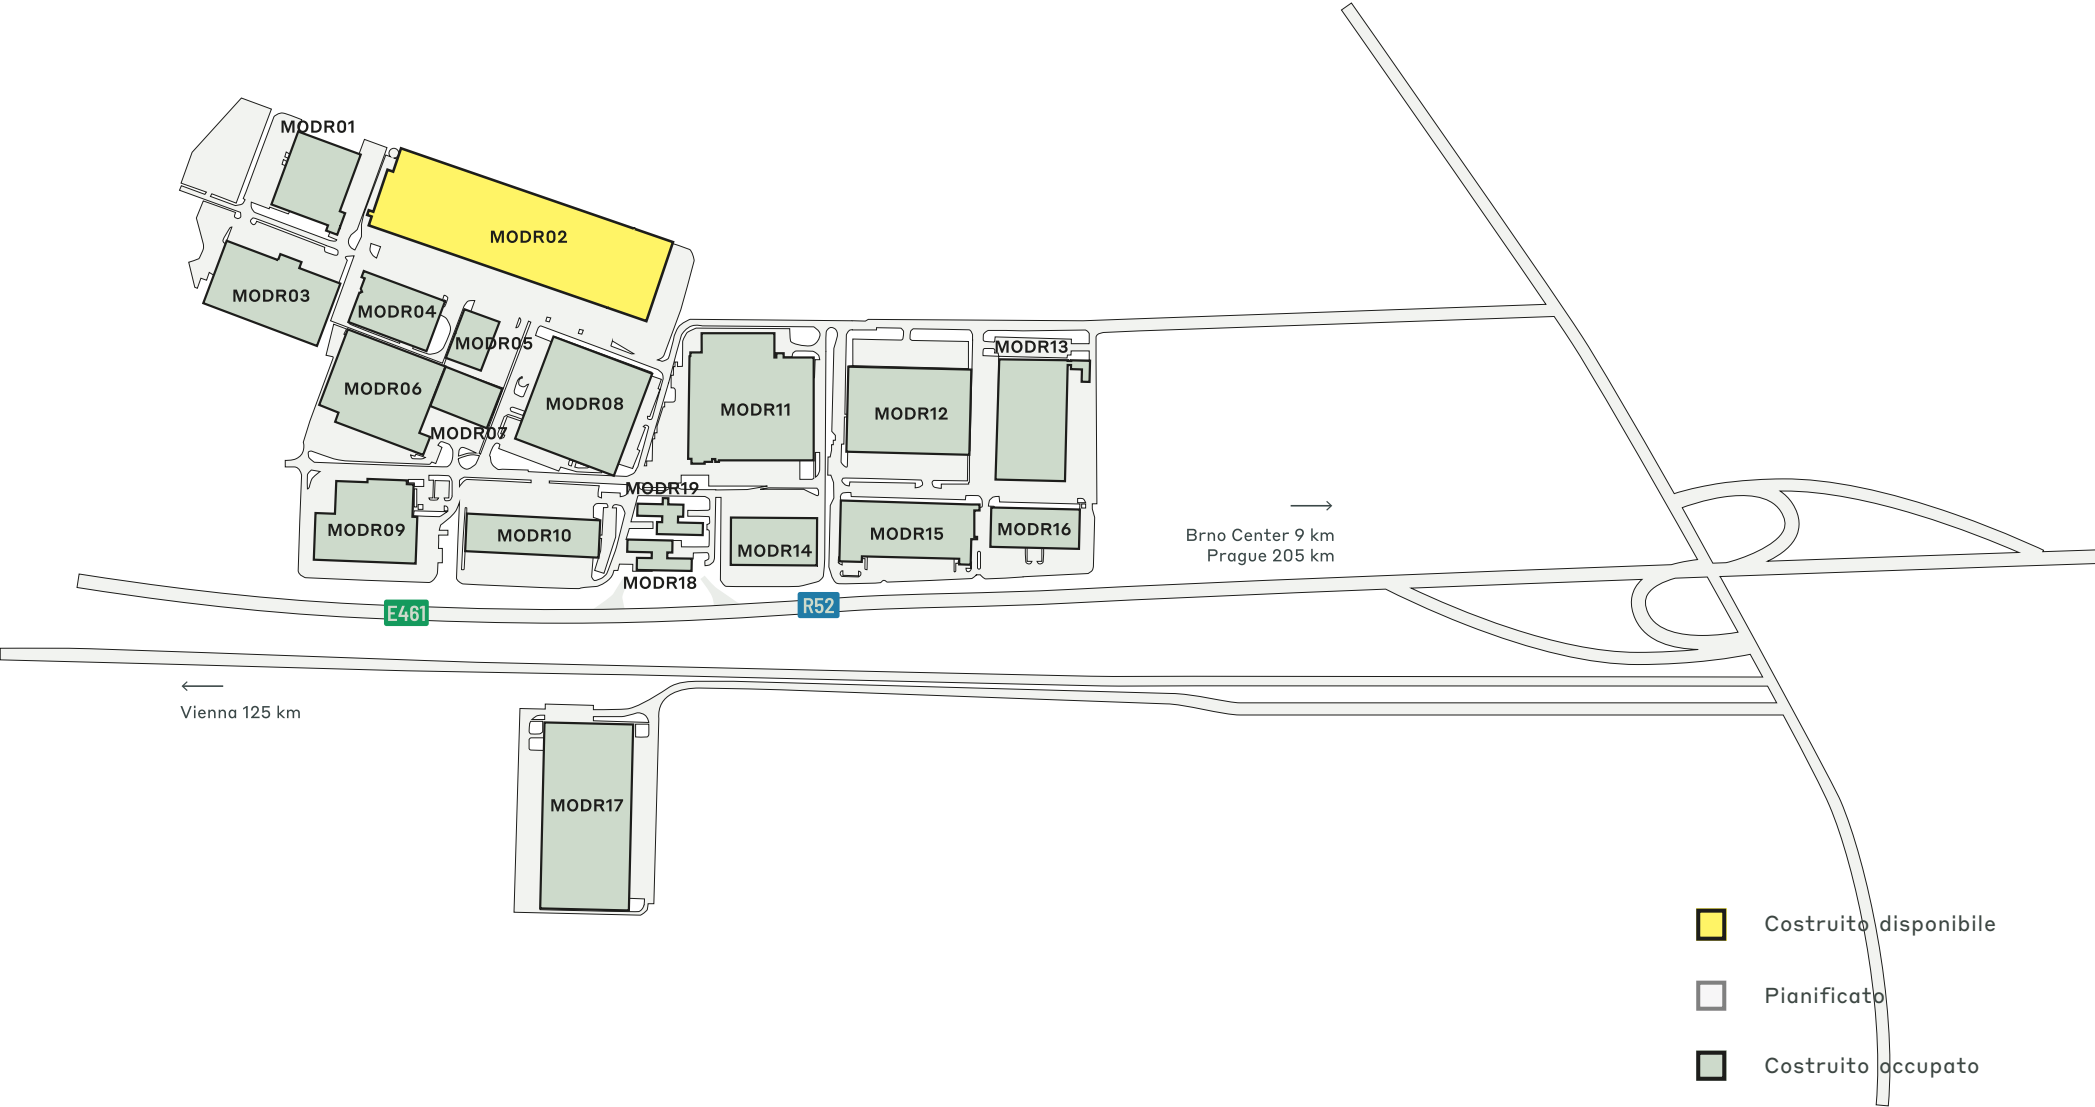 MODR01
MODR02
MODR03
MODR04
MODR05
MODR06
MODR07
MODR08
MODR11
MODR12
MODR13
MODR19
MODR09
MODR10
MODR14
MODR15
MODR16
MODR18
Brno Center 9 km
Prague 205 km
E461
R52
Vienna 125 km
MODR17
Costruito disponibile
Pianificato
Costruito occupato